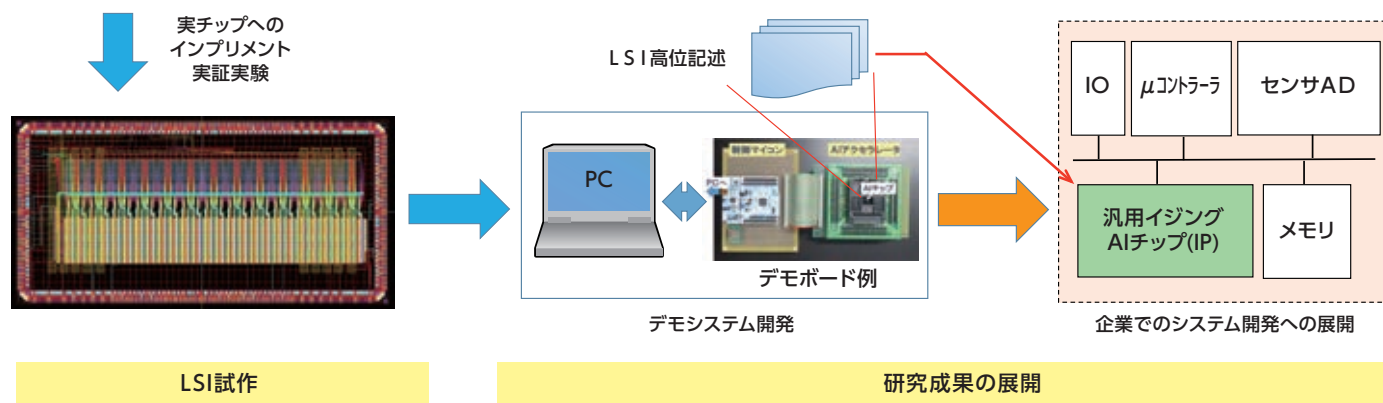 実チップへの
インプリメント
実証実験
LSI高位記述
PC
制御マイコン
AIアクセラレータ
PCへ
AIチップ
デモボード例
IO
μコントラーラ
センサAD
汎用イジング
AIチップ(IP)
メモリ
デモシステム開発
企業でのシステム開発への展開
LSI試作
研究成果の展開